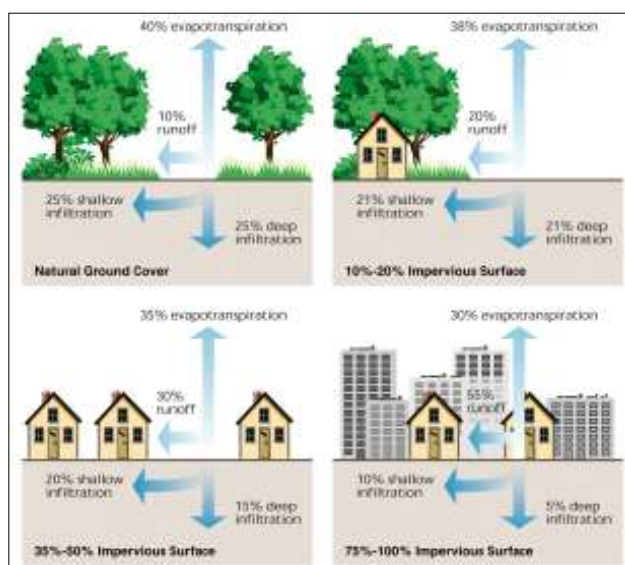 40% evapotranspiration
10%
runoff
25% shallow
infiltration
25% deep
infiltration
Natural Ground Cover
38% evapotranspiration
20%
runoff
21% shallow
infiltration
21% deep
infiltration
10%-20% Impervious Surface
35% evapotranspiration
30%
runoff
20% shallow
infiltration
15% deep
infiltration
35%-50% Impervious Surface
30% evapotranspiration
55%
runoff
10% shallow
infiltration
5% deep
infiltration
75%-100% Impervious Surface